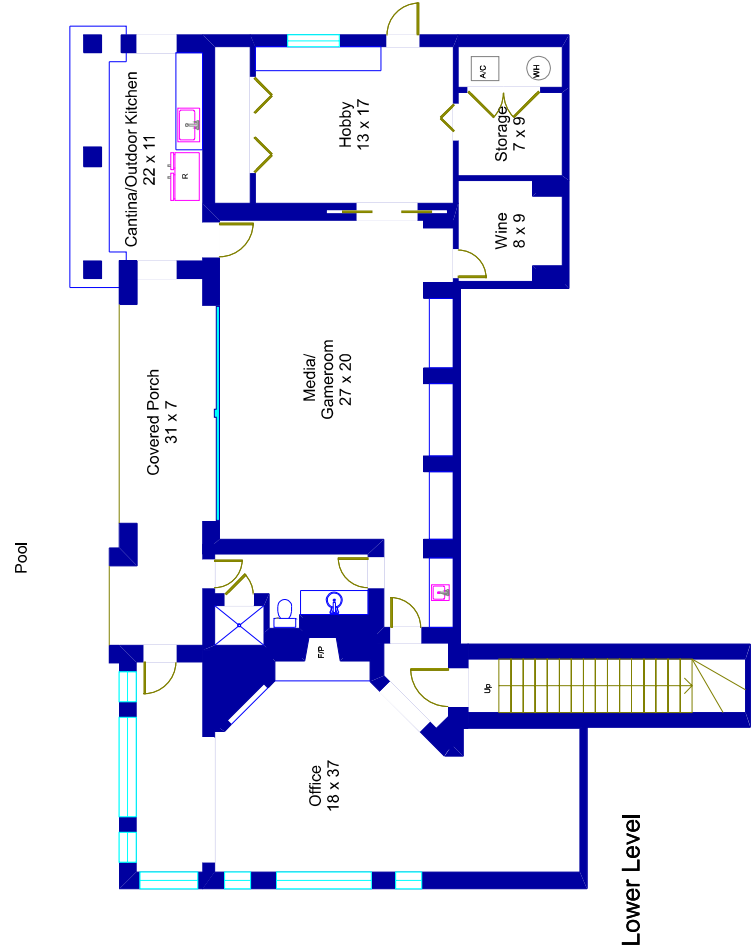 Cantina/Outdoor Kitchen
22 x 11
R
Hobby
13 x 17
A/C
WH
Storage
7 x 9
Wine
8 x 9
Covered Porch
31 x 7
Media/
Gameroom
27 x 20
Pool
F/P
Up
Office
18 x 37
Lower Level